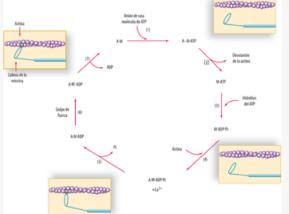 Actina
Cabeza de la
miosina
Unión de una
molécula de ATP
(1)
A-M
A-M-ATP
(2)
Disociación
de la actina
M-ATP
(3)
Hidrólisis
del ATP
M-ADP-Pi
Actina
(4)
A-M-ADP-Pi
+Ca²⁺
Pi
(5)
A-M-ADP
Golpe de
fuerza
(6)
A-M-ADP
(7)
ADP